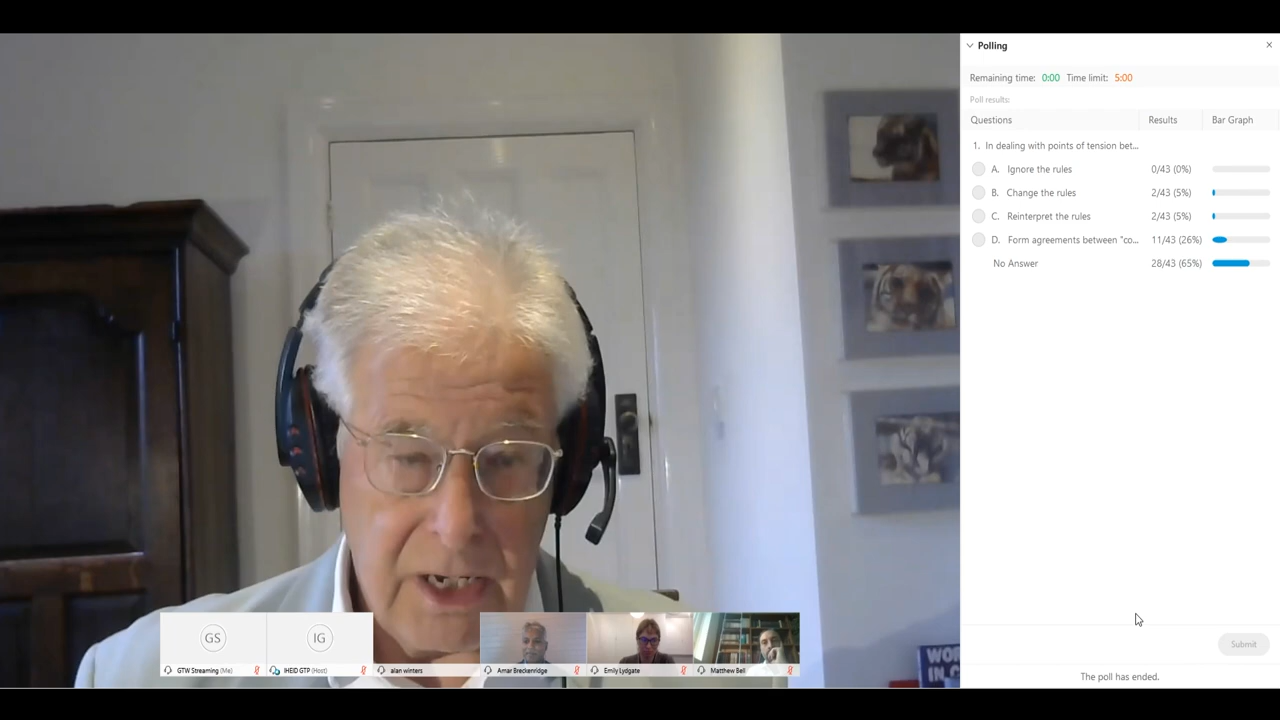 Polling
Remaining time: 0:00 Time limit: 5:00
Poll results:
Questions Results Bar Graph
1. In dealing with points of tension bet...
A. Ignore the rules 0/43 (0%)
B. Change the rules 2/43 (5%)
C. Reinterpret the rules 2/43 (5%)
D. Form agreements between "co... 11/43 (26%)
No Answer 28/43 (65%)
GS IG
GTW Streaming (Me) IHEID GTP (Host) alan winters Amar Breckenridge Emily Lydgate Matthew Bell
Submit
The poll has ended.